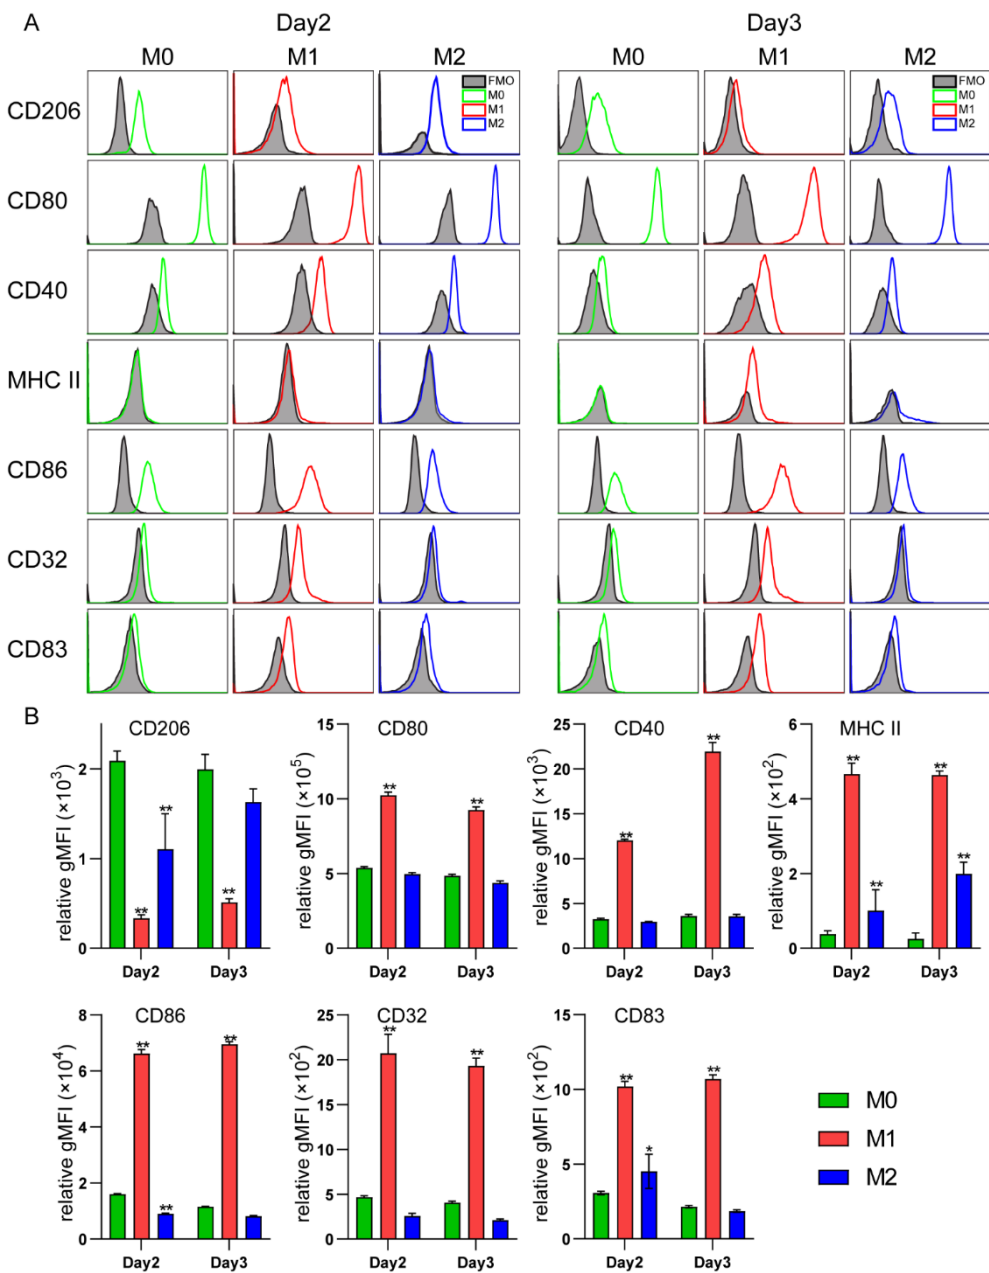 A
Day2
Day3
M0 M1 M2 M0 M1 M2
CD206
FMO
M0
M1
M2
FMO
M0
M1
M2
CD80
CD40
MHC II
CD86
CD32
CD83
B
CD206
relative gMFI (×10³)
2
1
0
** ** **
Day2 Day3
CD80
relative gMFI (×10⁵)
15
10
5
0
** **
Day2 Day3
CD40
relative gMFI (×10³)
25
20
15
10
5
0
** **
Day2 Day3
MHC II
relative gMFI (×10²)
6
4
2
0
** ** ** **
Day2 Day3
CD86
relative gMFI (×10⁴)
8
6
4
2
0
** ** **
Day2 Day3
CD32
relative gMFI (×10²)
25
20
15
10
5
0
** **
Day2 Day3
CD83
relative gMFI (×10²)
15
10
5
0
** * **
Day2 Day3
M0
M1
M2